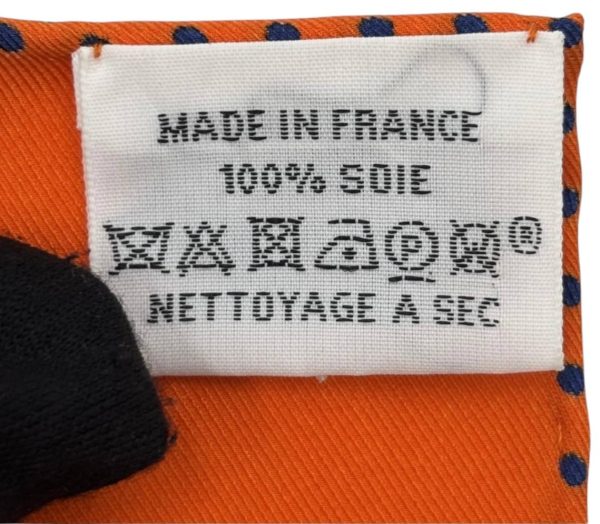 MADE IN FRANCE
100% SOIE
P W ®
NETTOYAGE A SEC